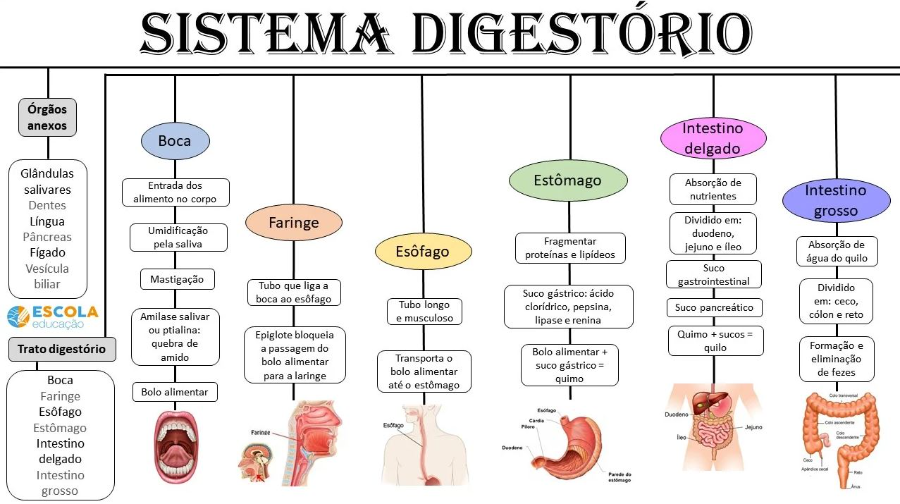 SISTEMA DIGESTÓRIO
Órgãos
anexos
Glândulas
salivares
Dentes
Língua
Pâncreas
Fígado
Vesícula
biliar
ESCOLA
educação
Trato digestório
Boca
Faringe
Esôfago
Estômago
Intestino
delgado
Intestino
grosso
Boca
Entrada dos
alimento no corpo
Umidificação
pela saliva
Mastigação
Amilase salivar
ou ptialina:
quebra de
amido
Bolo alimentar
Faringe
Tubo que liga a
boca ao esôfago
Epiglote bloqueia
a passagem do
bolo alimentar
para a laringe
Faringe
Esôfago
Tubo longo
e musculoso
Transporta o
bolo alimentar
até o estômago
Esôfago
Estômago
Fragmentar
proteínas e lipídeos
Suco gástrico: ácido
clorídrico, pepsina,
lipase e renina
Bolo alimentar +
suco gástrico =
quimo
Esôfago
Cardia
Piloro
Duodeno
Parede do
estômago
Intestino
delgado
Absorção de
nutrientes
Dividido em:
duodeno,
jejuno e íleo
Suco
gastrointestinal
Suco pancreático
Quimo + sucos =
quilo
Duodeno
Jejuno
Íleo
Intestino
grosso
Absorção de
água do quilo
Dividido
em: ceco,
cólon e reto
Formação e
eliminação
de fezes
Colo transversal
Colo ascendente
Colo
descendente
Ceco
Apêndice cecal
Reto
Ânus